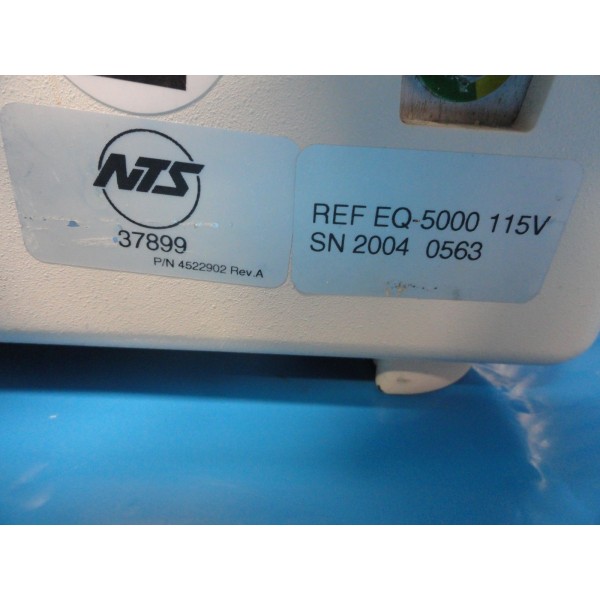 NTS
37899
P/N 4522902 Rev.A
REF EQ-5000 115V
SN 2004 0563